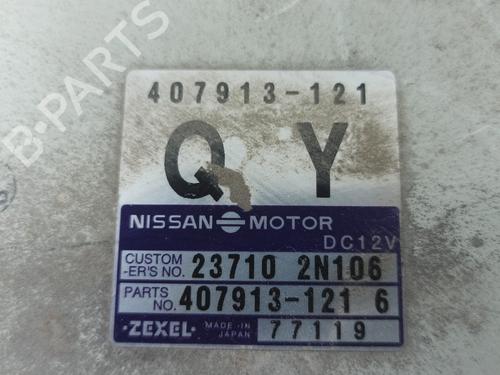 B-PARTS
407913-121
Q Y
NISSAN MOTOR
DC12V
CUSTOM
-ER'S NO. 23710 2N106
PARTS
NO. 407913-121 6
·ZEXEL· MADE IN
JAPAN 77119